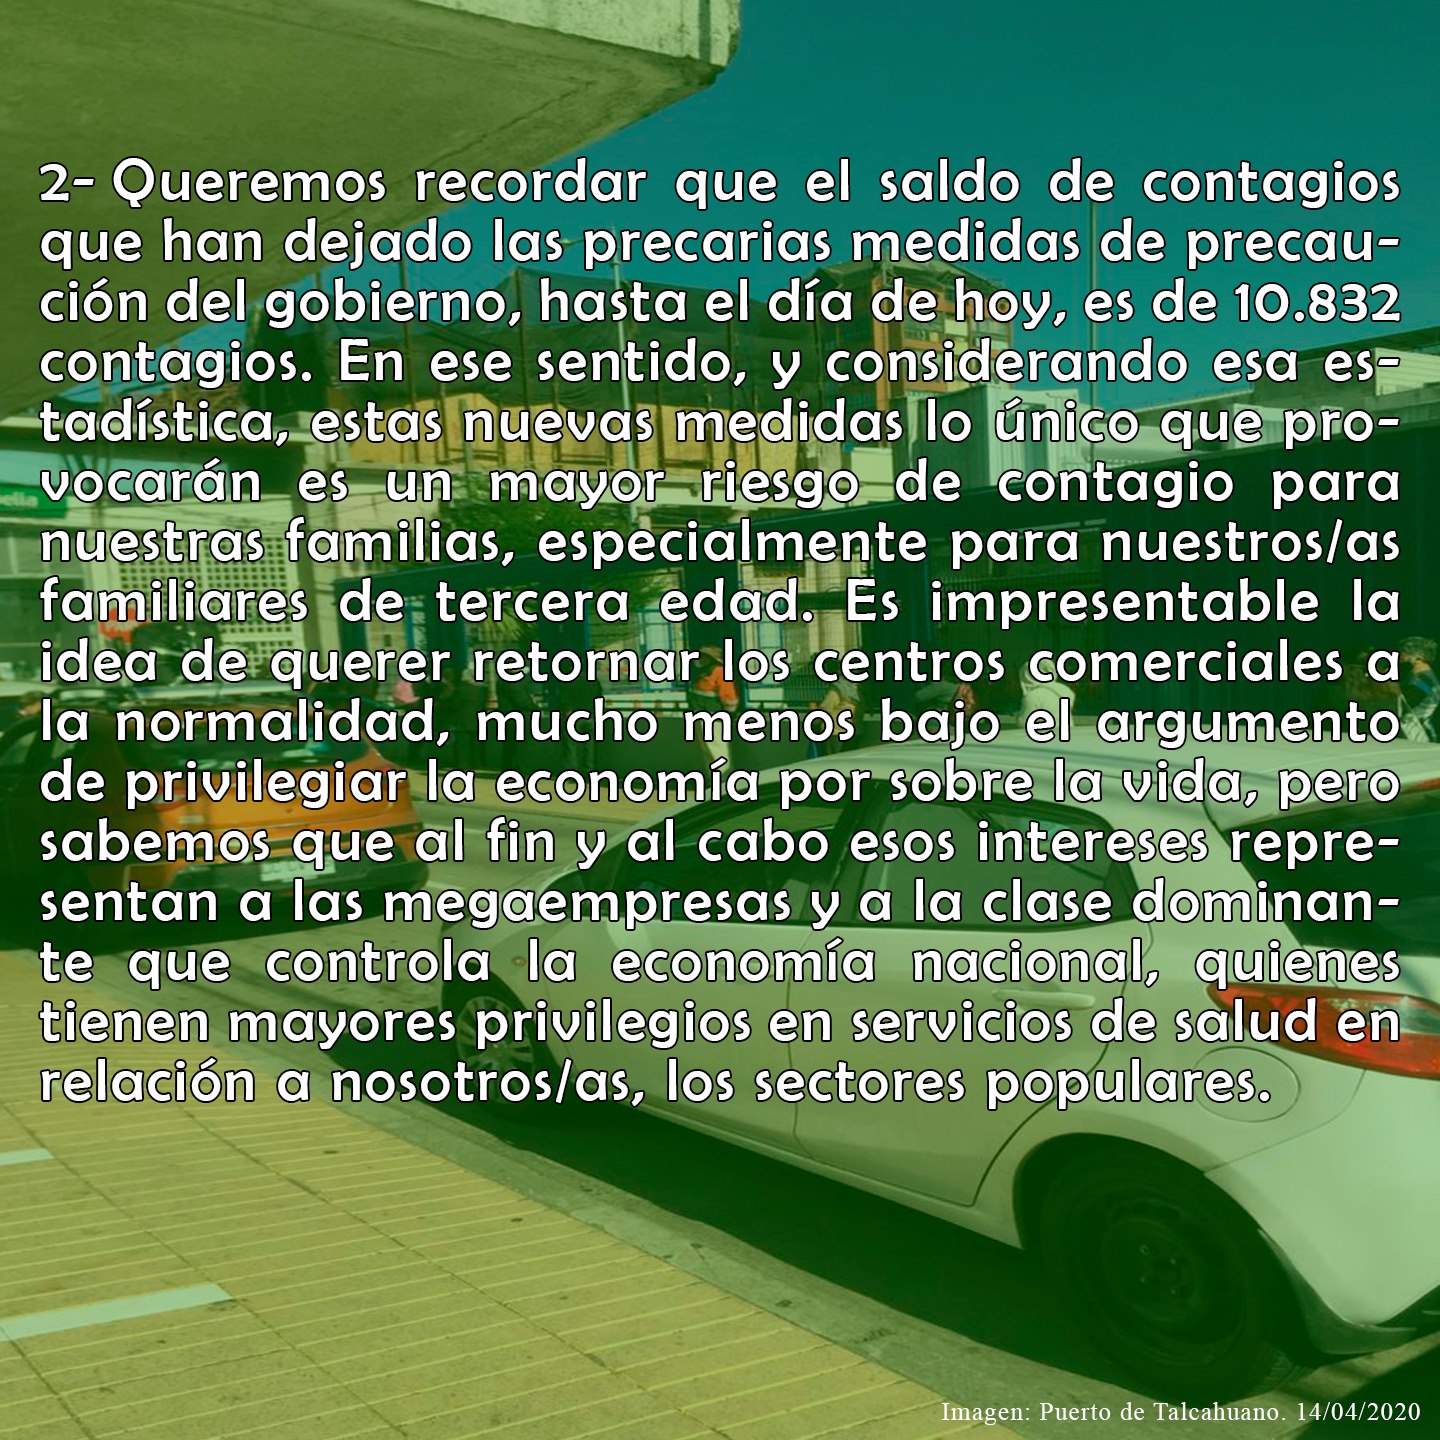 2- Queremos recordar que el saldo de contagios
que han dejado las precarias medidas de precau-
ción del gobierno, hasta el día de hoy, es de 10.832
contagios. En ese sentido, y considerando esa es-
tadística, estas nuevas medidas lo único que pro-
vocarán es un mayor riesgo de contagio para
nuestras familias, especialmente para nuestros/as
familiares de tercera edad. Es impresentable la
idea de querer retornar los centros comerciales a
la normalidad, mucho menos bajo el argumento
de privilegiar la economía por sobre la vida, pero
sabemos que al fin y al cabo esos intereses repre-
sentan a las megaempresas y a la clase dominan-
te que controla la economía nacional, quienes
tienen mayores privilegios en servicios de salud en
relación a nosotros/as, los sectores populares.
Imagen: Puerto de Talcahuano. 14/04/2020